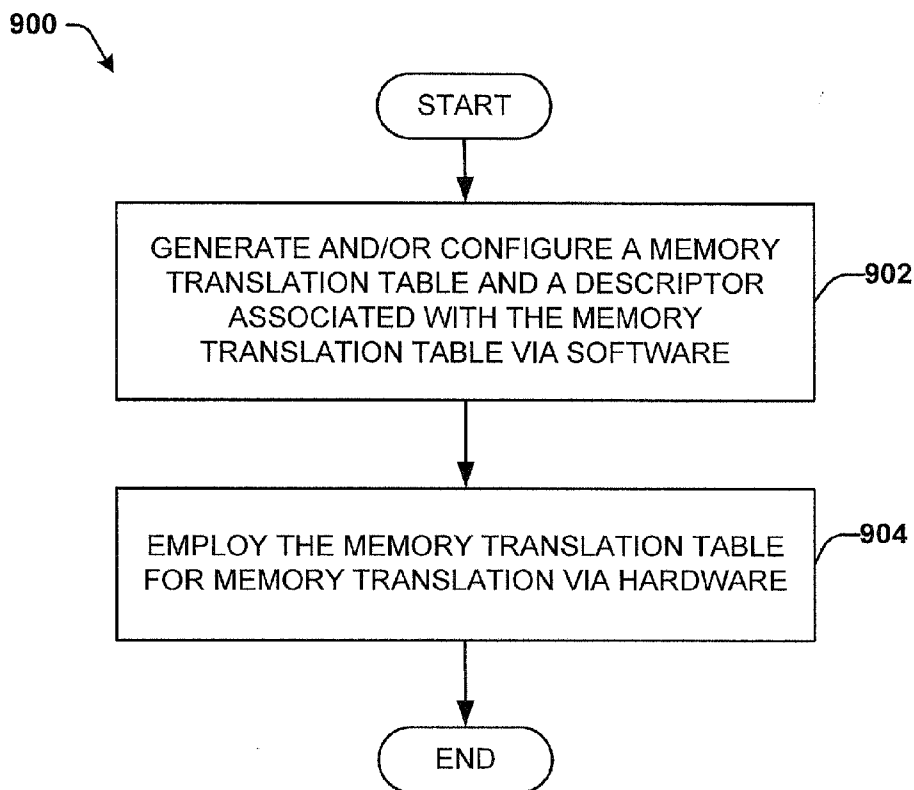 900
START
GENERATE AND/OR CONFIGURE A MEMORY
TRANSLATION TABLE AND A DESCRIPTOR
ASSOCIATED WITH THE MEMORY
TRANSLATION TABLE VIA SOFTWARE
902
EMPLOY THE MEMORY TRANSLATION TABLE
FOR MEMORY TRANSLATION VIA HARDWARE
904
END